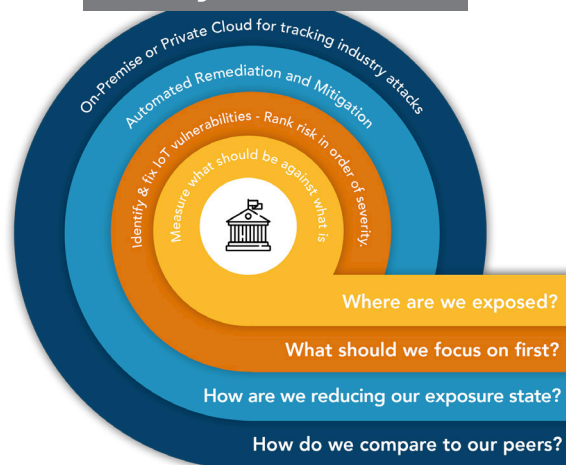 On-Premise or Private Cloud for tracking industry attacks
Automated Remediation and Mitigation
Identify & fix IoT vulnerabilities - Rank risk in order of severity.
Measure what should be against what is
Where are we exposed?
What should we focus on first?
How are we reducing our exposure state?
How do we compare to our peers?